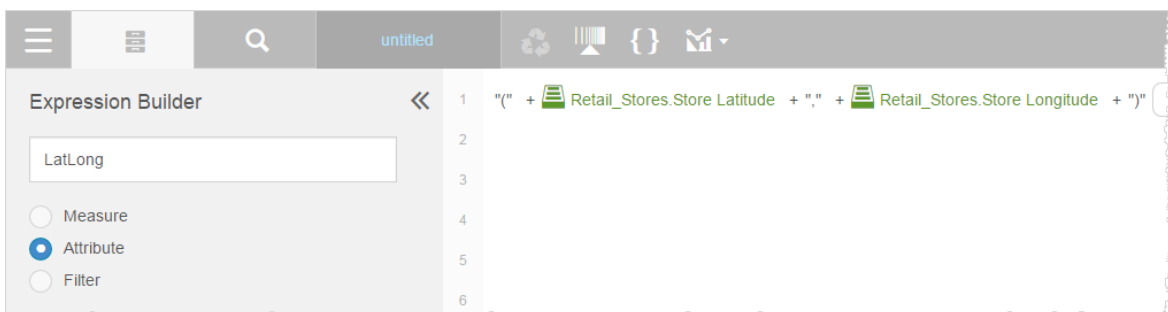 untitled
{}
Expression Builder
LatLong
Measure
Attribute
Filter
1 "(" + Retail_Stores.Store Latitude + "," + Retail_Stores.Store Longitude + ")"
2
3
4
5
6